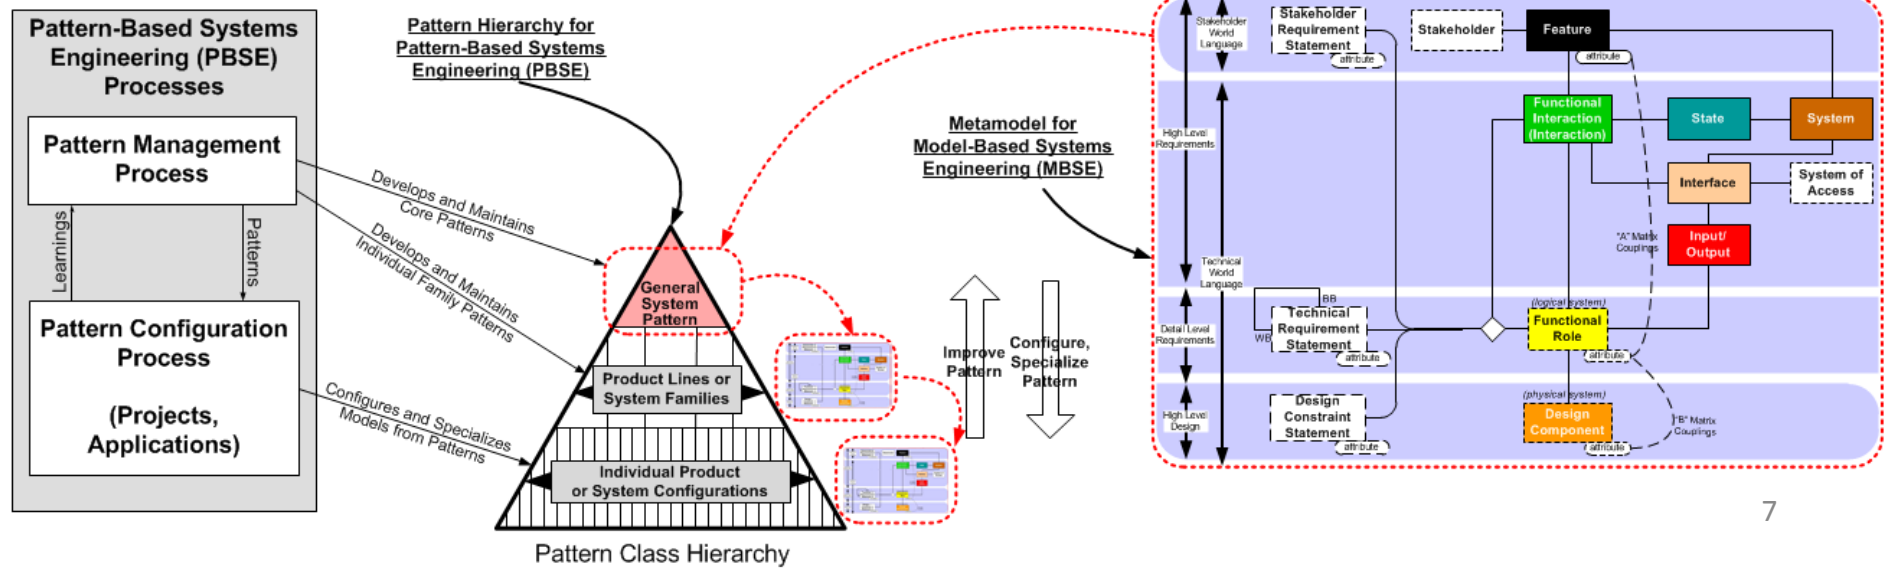 Pattern-Based Systems
Engineering (PBSE)
Processes
Pattern Management
Process
Learnings
Patterns
Pattern Configuration
Process
(Projects,
Applications)
Develops and Maintains
Core Patterns
Develops and Maintains
Individual Family Patterns
Configures and Specializes
Models from Patterns
Pattern Hierarchy for
Pattern-Based Systems
Engineering (PBSE)
General
System
Pattern
Product Lines or
System Families
Individual Product
or System Configurations
Pattern Class Hierarchy
Improve
Pattern
Configure,
Specialize
Pattern
Metamodel for
Model-Based Systems
Engineering (MBSE)
Stakeholder
World
Language
High Level
Requirements
Technical
World
Language
Detail Level
Requirements
High Level
Design
Stakeholder
Requirement
Statement
attribute
Stakeholder
Feature
attribute
Functional
Interaction
(Interaction)
State
System
Interface
System of
Access
"A" Matrix
Couplings
Input/
Output
BB
WB
Technical
Requirement
Statement
attribute
(logical system)
Functional
Role
attribute
Design
Constraint
Statement
attribute
(physical system)
Design
Component
attribute
"B" Matrix
Couplings
7